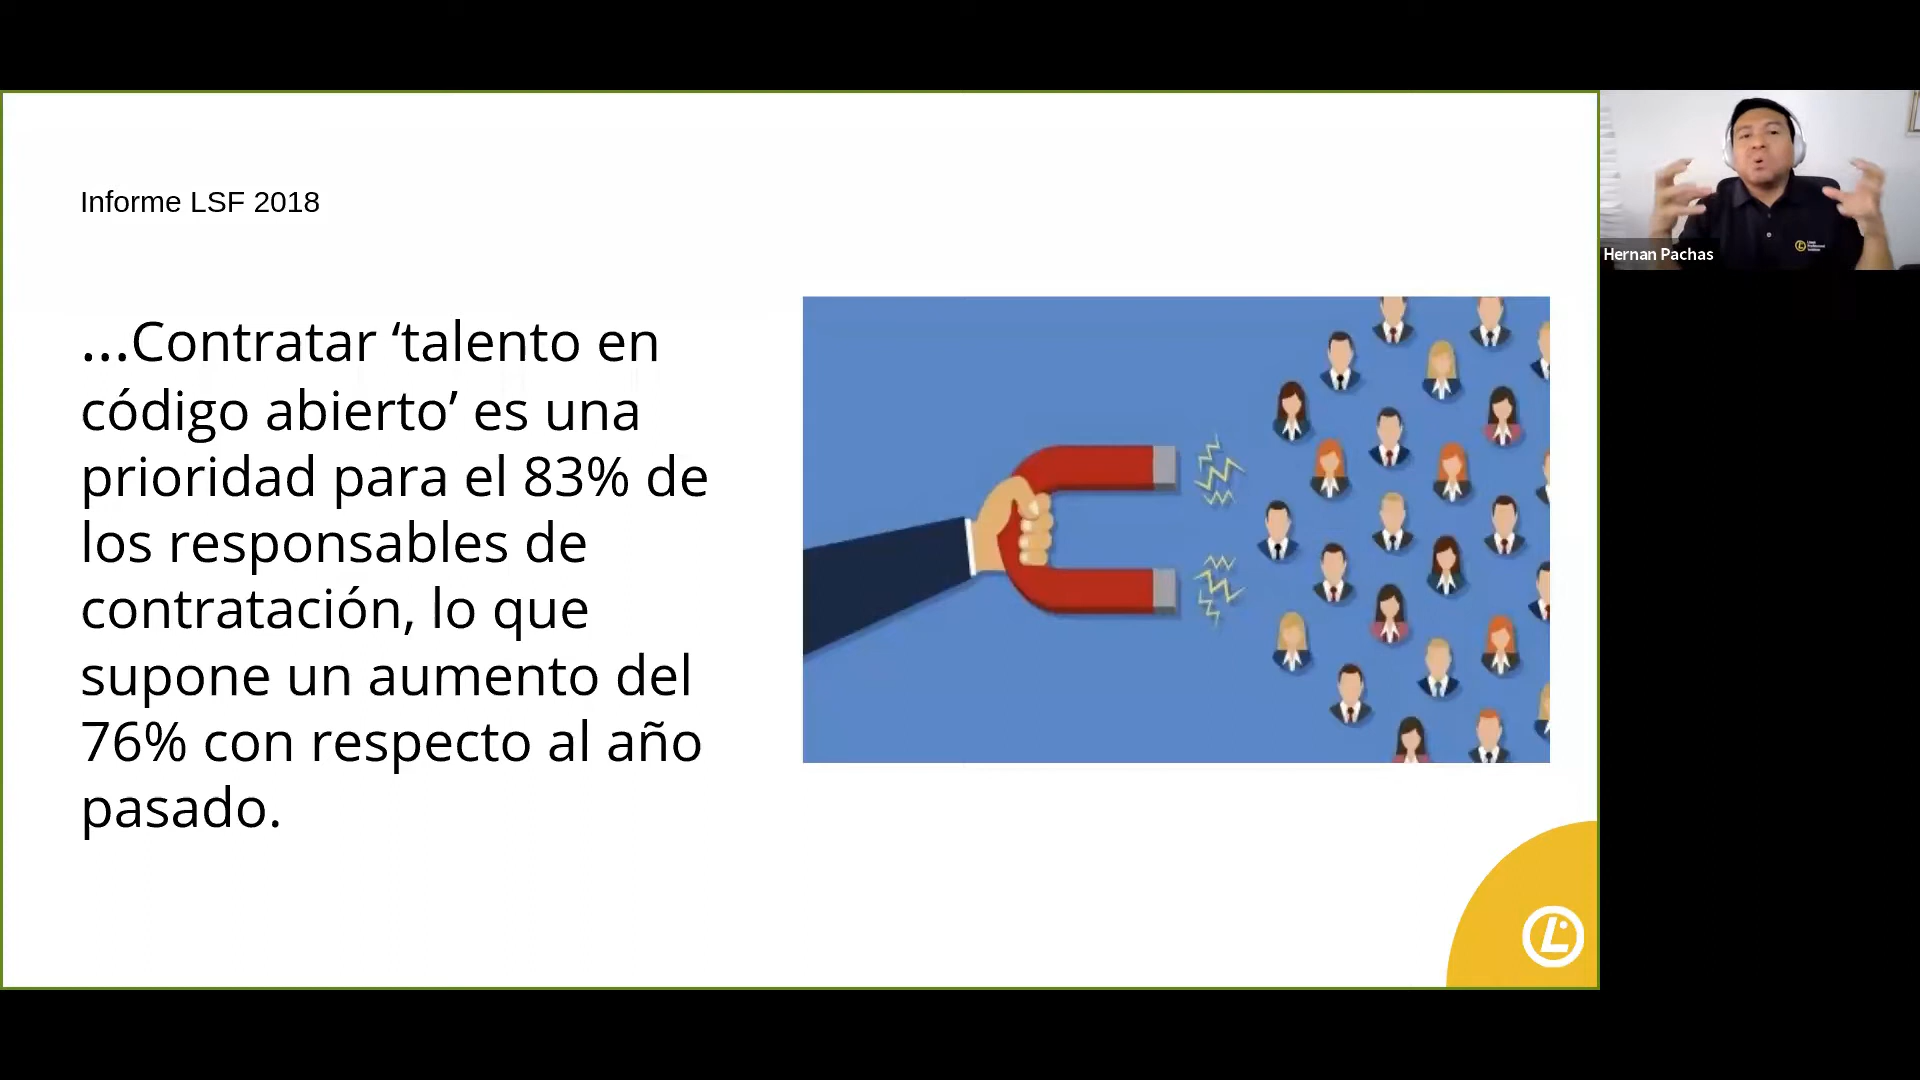 Informe LSF 2018
...Contratar ‘talento en
código abierto’ es una
prioridad para el 83% de
los responsables de
contratación, lo que
supone un aumento del
76% con respecto al año
pasado.
Hernan Pachas